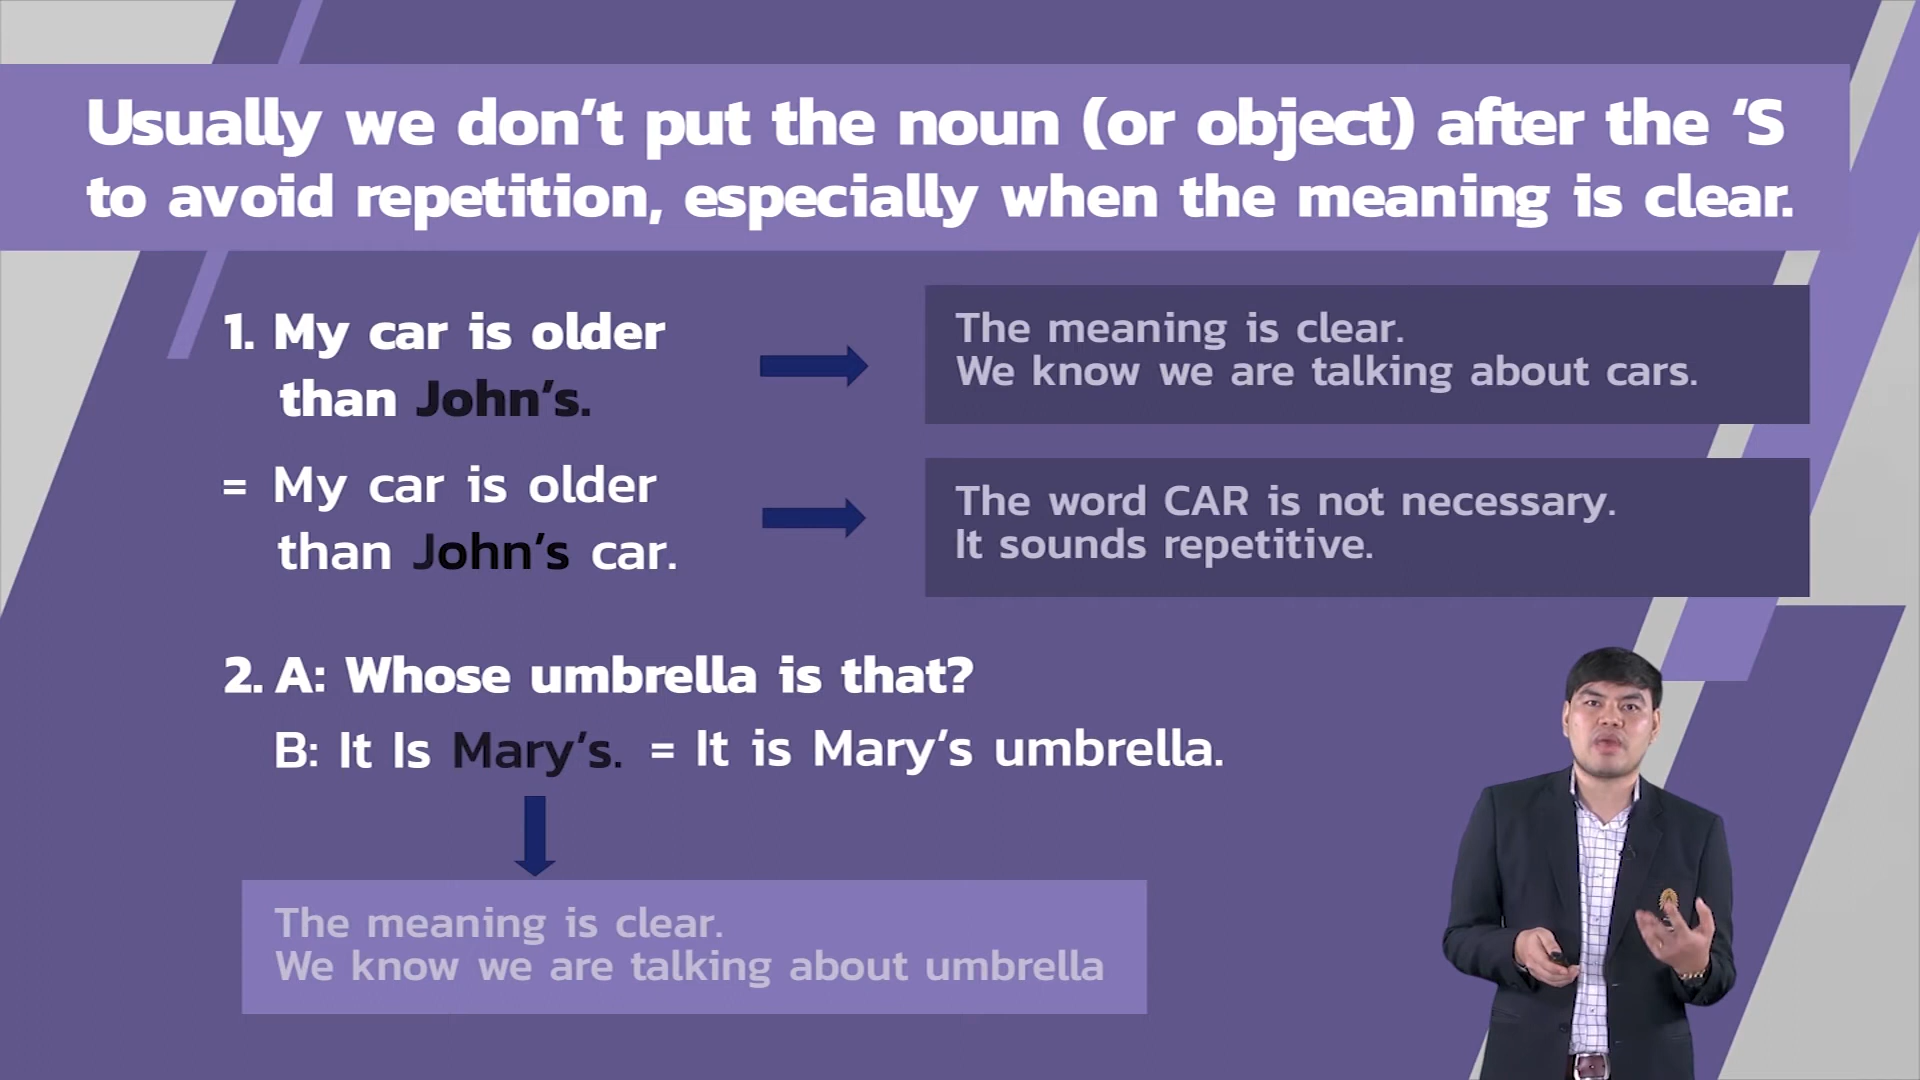 Usually we don't put the noun (or object) after the 'S
to avoid repetition, especially when the meaning is clear.
1. My car is older
than John's.
The meaning is clear.
We know we are talking about cars.
= My car is older
than John's car.
The word CAR is not necessary.
It sounds repetitive.
2. A: Whose umbrella is that?
B: It Is Mary's. = It is Mary's umbrella.
The meaning is clear.
We know we are talking about umbrella